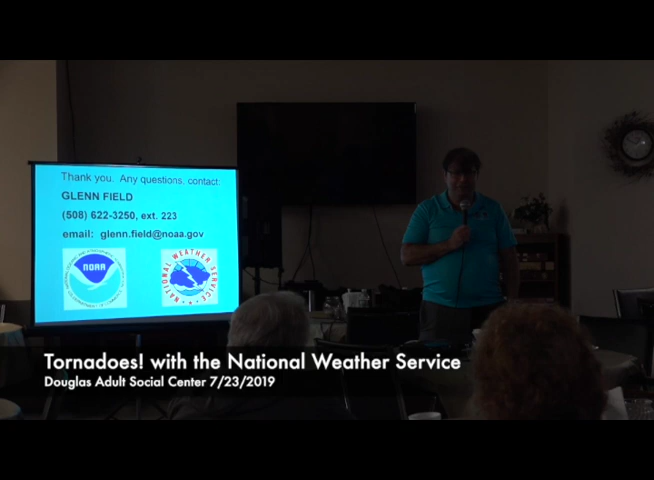 Thank you. Any questions, contact:
GLENN FIELD
(508) 622-3250, ext. 223
email: glenn.field@noaa.gov
NOAA
NATIONAL WEATHER SERVICE
Tornadoes! with the National Weather Service
Douglas Adult Social Center 7/23/2019